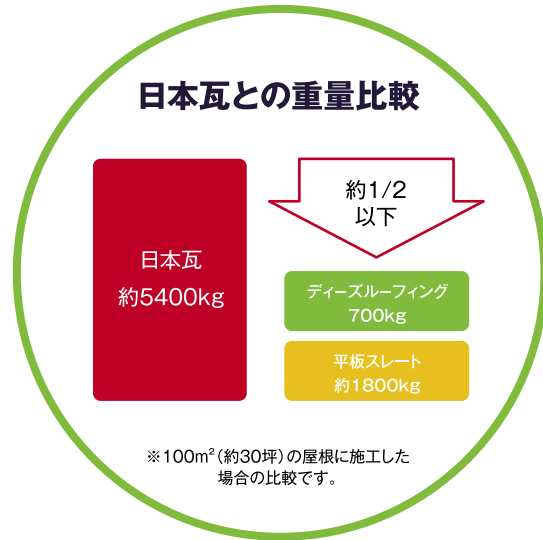 日本瓦との重量比較
日本瓦
約5400kg
約1/2
以下
ディーズルーフィング
700kg
平板スレート
約1800kg
※100m²(約30坪)の屋根に施工した
場合の比較です。